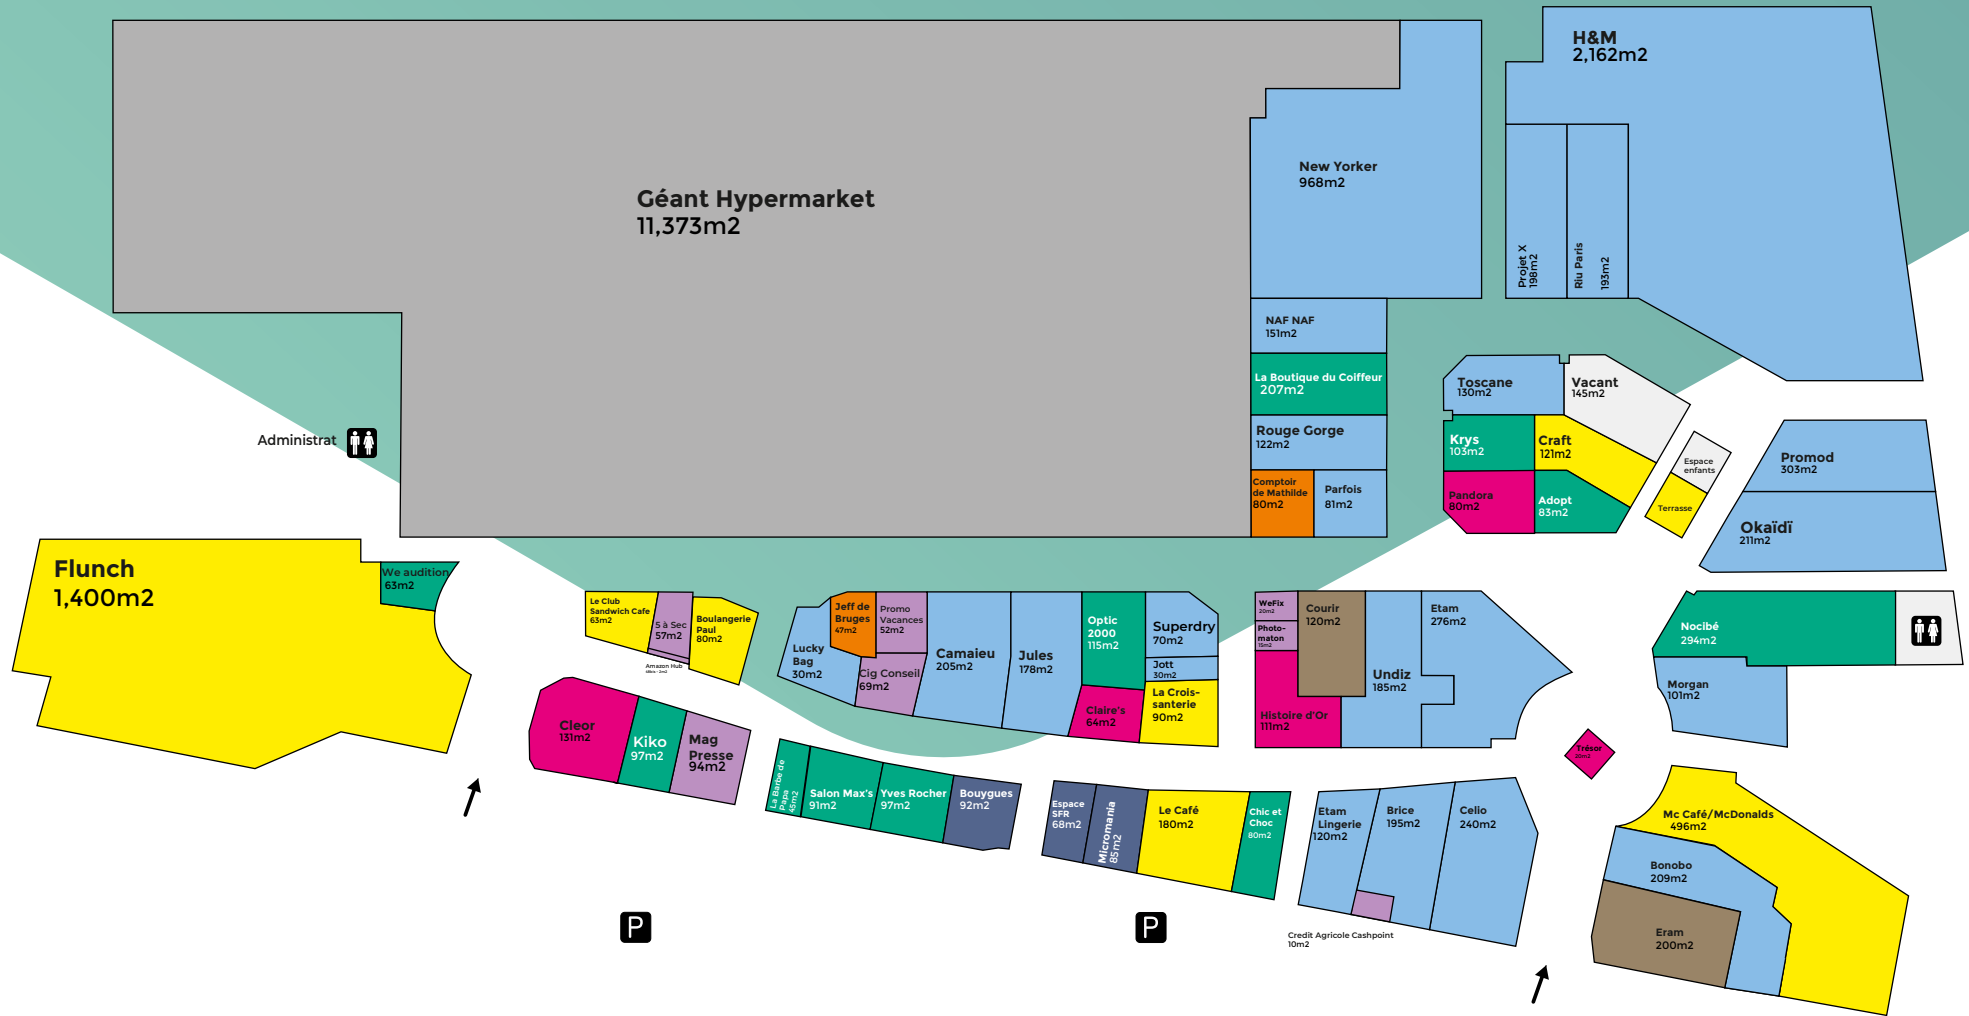 H&M
2,162m2
Géant Hypermarket
11,373m2
New Yorker
968m2
Projet X
198m2
Riu Paris
193m2
NAF NAF
151m2
La Boutique du Coiffeur
207m2
Rouge Gorge
122m2
Comptoir
de Mathilde
80m2
Parfois
81m2
Toscane
130m2
Vacant
145m2
Krys
103m2
Craft
121m2
Pandora
80m2
Adopt
83m2
Espace
enfants
Terrasse
Promod
303m2
Okaïdï
211m2
Administrat
Flunch
1,400m2
We audition
63m2
Le Club
Sandwich Cafe
63m2
5 à Sec
57m2
Boulangerie
Paul
80m2
Amazon Hub
Lucky
Bag
30m2
Jeff de
Bruges
47m2
Promo
Vacances
52m2
Cig Conseil
69m2
Camaieu
205m2
Jules
178m2
Optic
2000
115m2
Claire's
64m2
Superdry
70m2
Jott
30m2
La Crois-
santerie
90m2
WeFix
20m2
Photo-
maton
15m2
Courir
120m2
Histoire d'Or
111m2
Undiz
185m2
Etam
276m2
Nocibé
294m2
Morgan
101m2
Cleor
131m2
Kiko
97m2
Mag
Presse
94m2
La Barbe de
Papa
45m2
Salon Max's
91m2
Yves Rocher
97m2
Bouygues
92m2
Espace
SFR
68m2
Micromania
85m2
Le Café
180m2
Chic et
Choc
80m2
Etam
Lingerie
120m2
Brice
195m2
Celio
240m2
Credit Agricole Cashpoint
10m2
Trésor
Mc Café/McDonalds
496m2
Bonobo
209m2
Eram
200m2
P
P